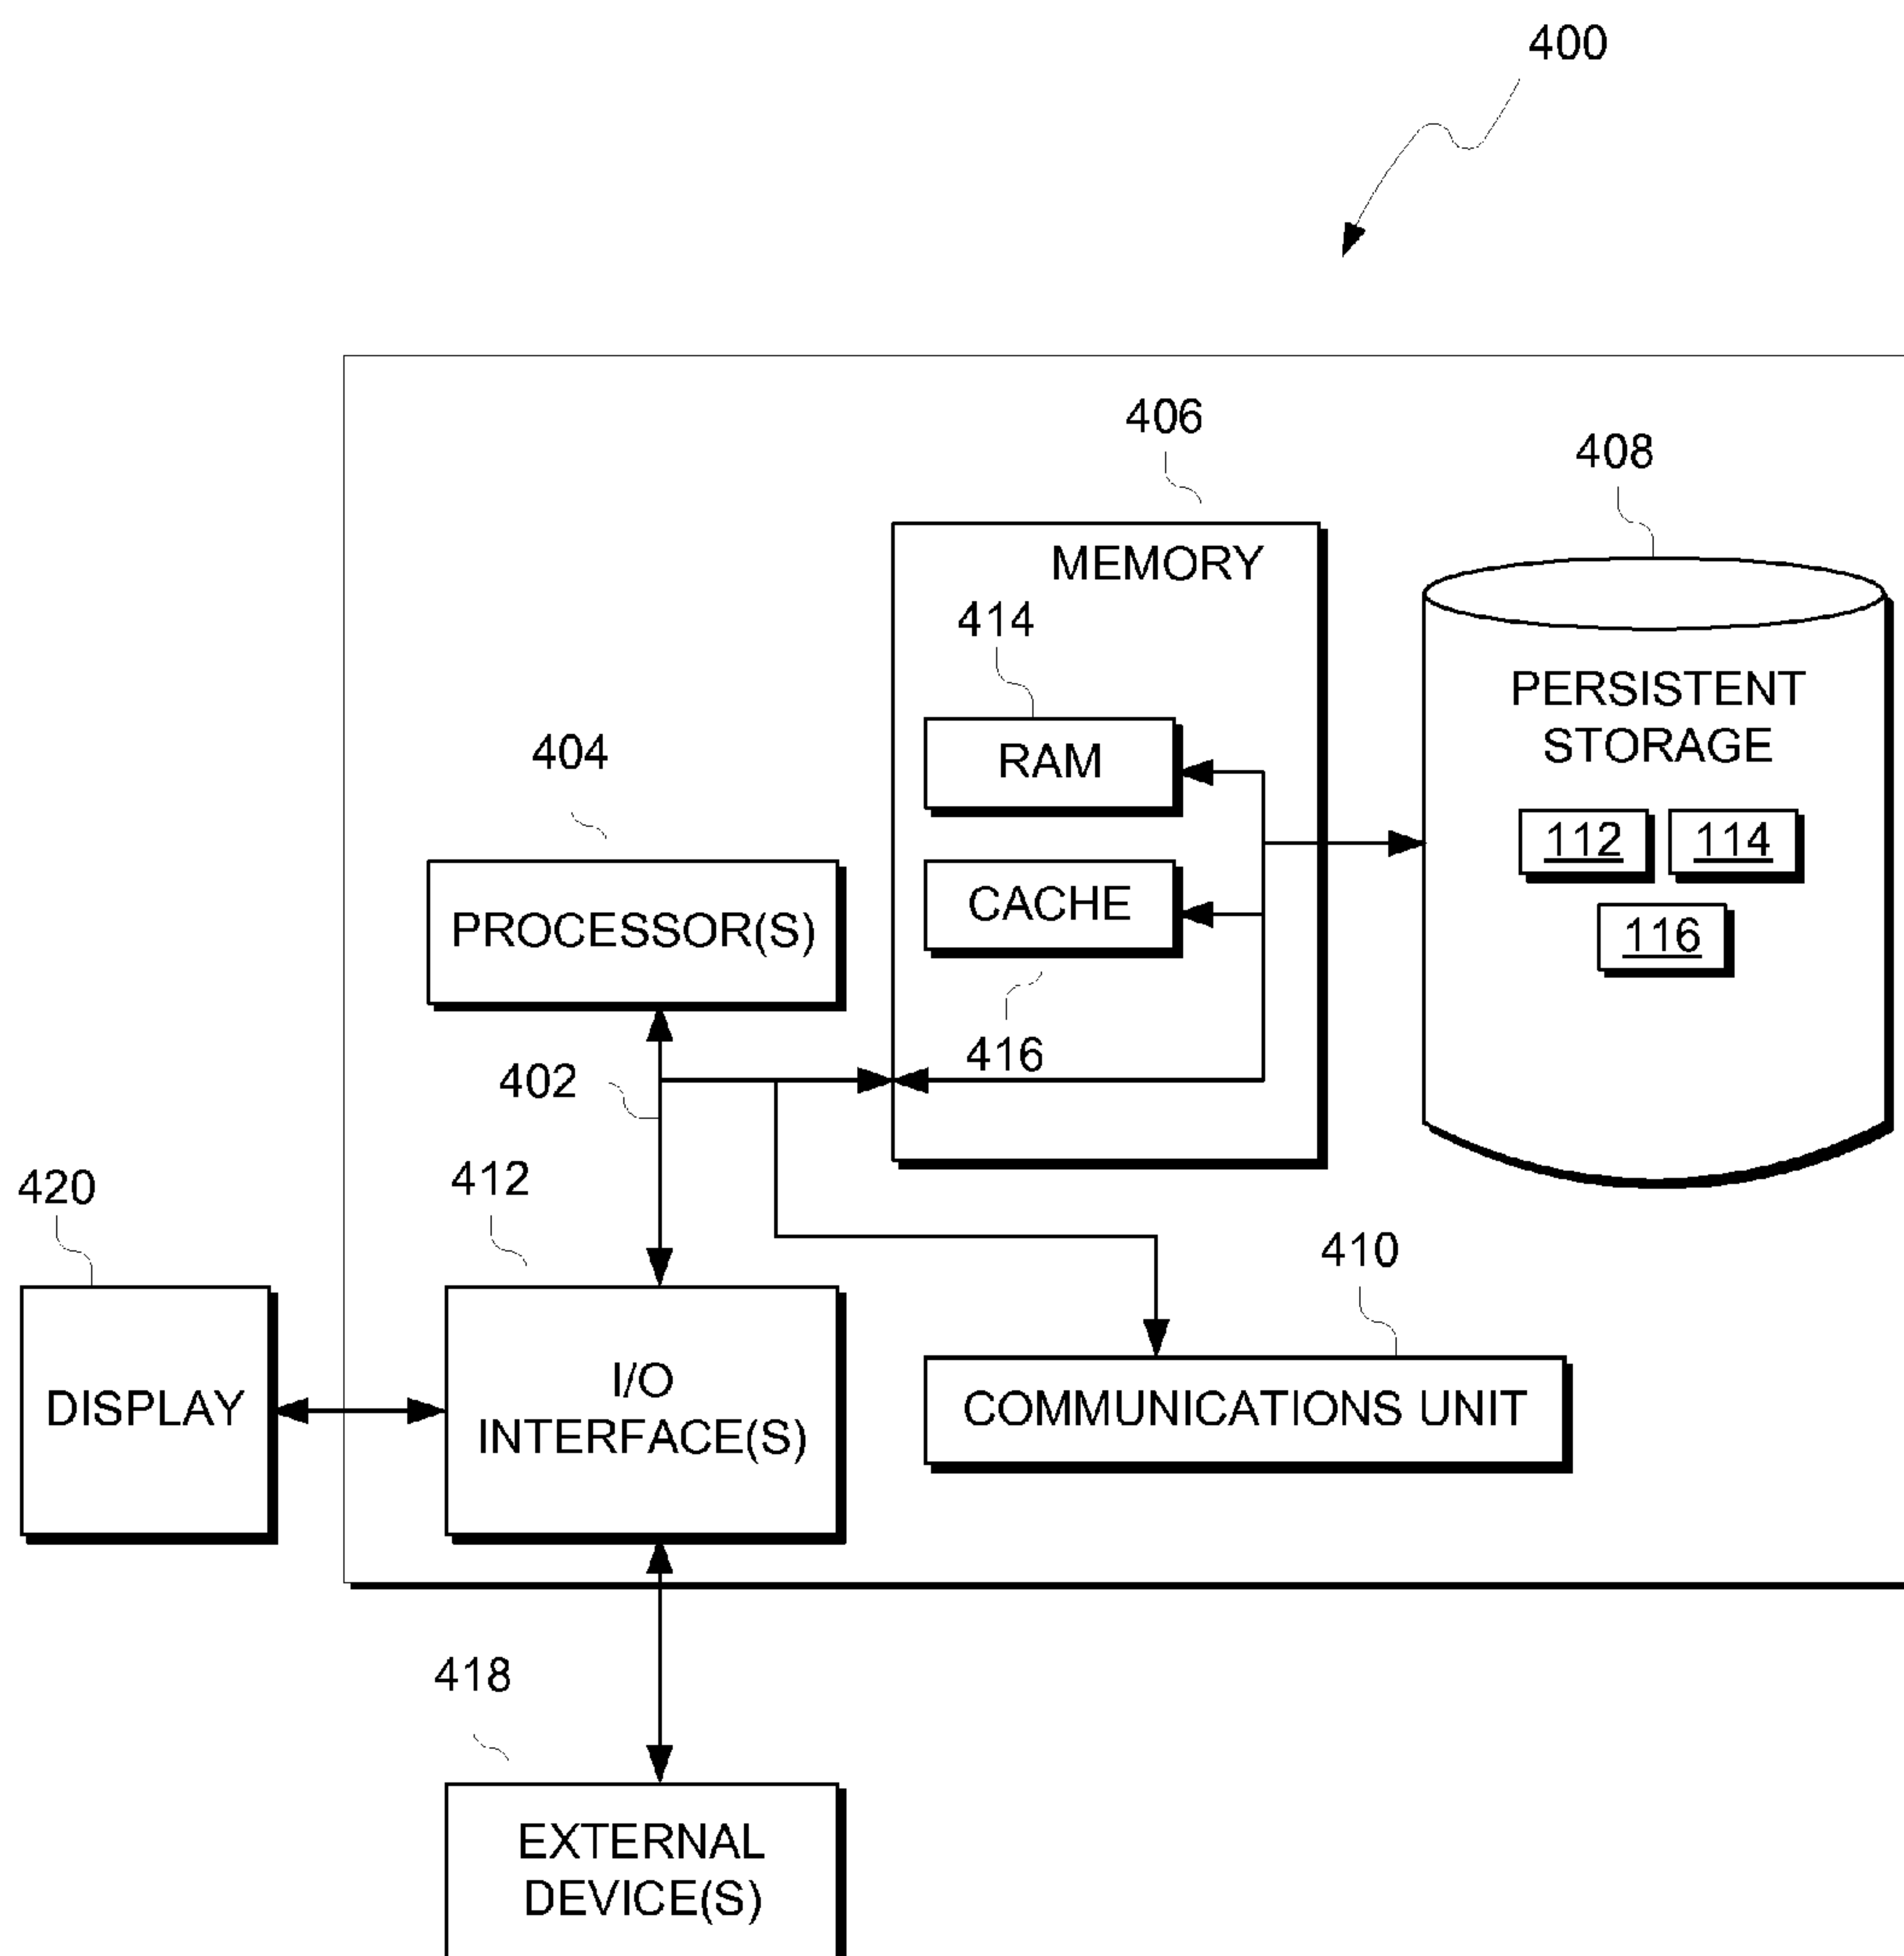 400
406
408
MEMORY
414
PERSISTENT
STORAGE
RAM
404
112 114
CACHE
PROCESSOR(S)
116
416
402
412
420
410
I/O
INTERFACE(S)
DISPLAY
COMMUNICATIONS UNIT
418
EXTERNAL
DEVICE(S)